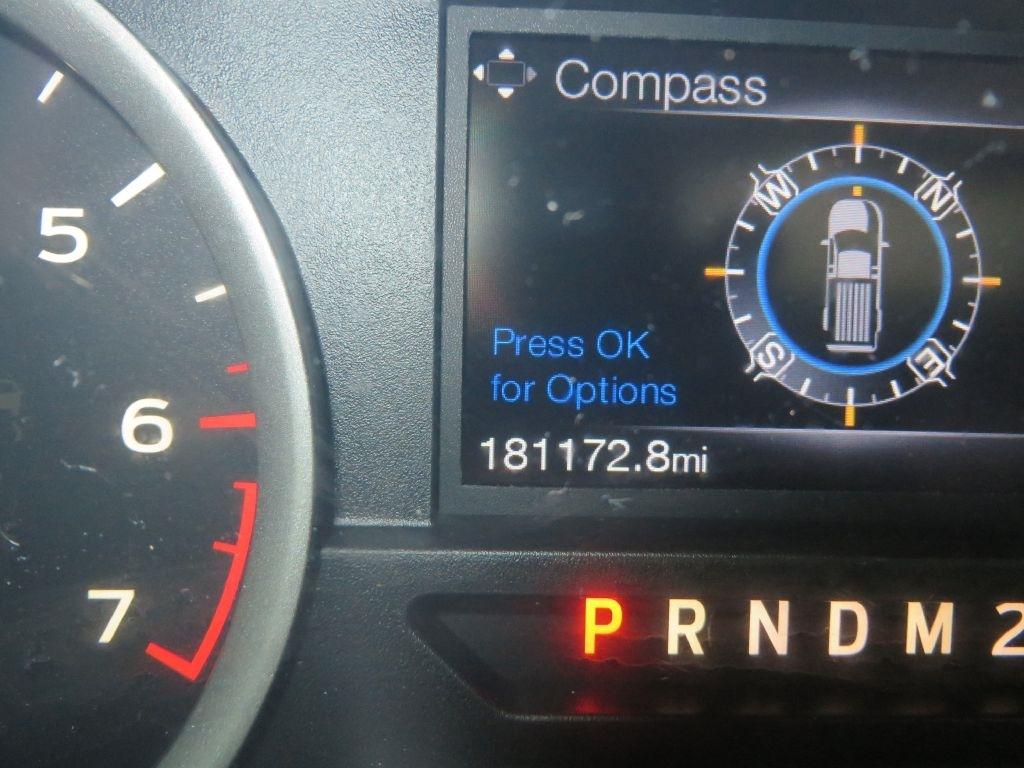 Compass
W
N
S
E
Press OK
for Options
181172.8mi
5
6
7
P R N D M 2